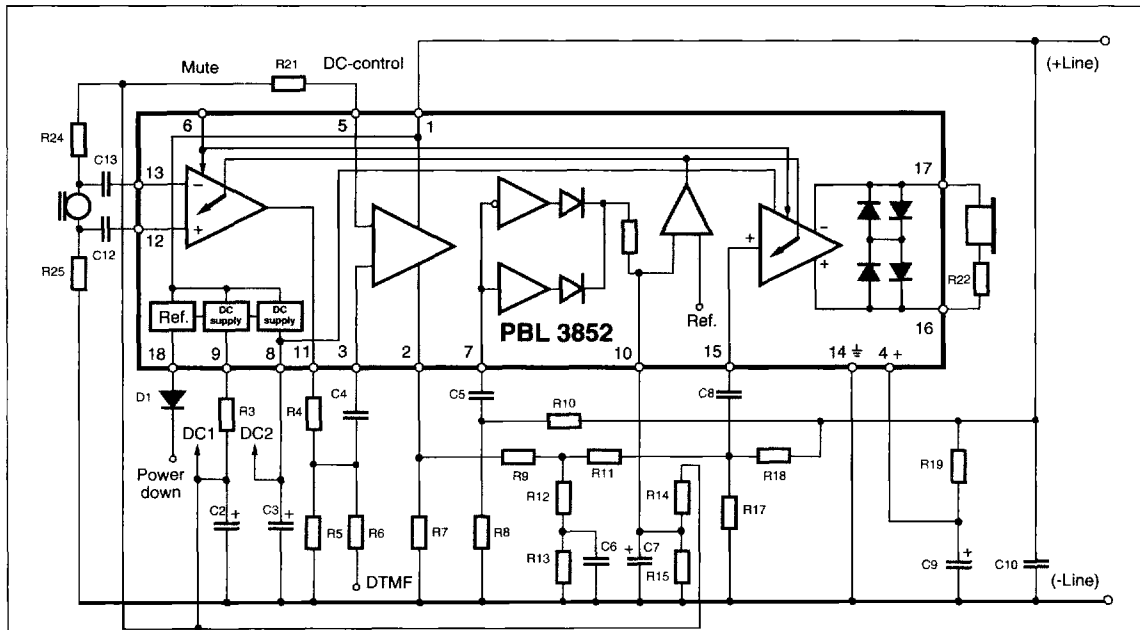 Mute
R21
DC-control
(+Line)
6
5
1
R24
C13
13
17
12
C12
R25
R22
Ref.
DC supply
DC supply
PBL 3852
Ref.
16
18
9
8
11
3
2
7
10
15
14
4 +
D1
R3
R4
C4
C5
C8
R10
DC1
DC2
R9
R11
R18
R19
Power down
R12
R14
R17
C2 +
C3 +
R5
R6
R7
R8
R13
C6
+ C7
R15
C9
+
C10
DTMF
(-Line)